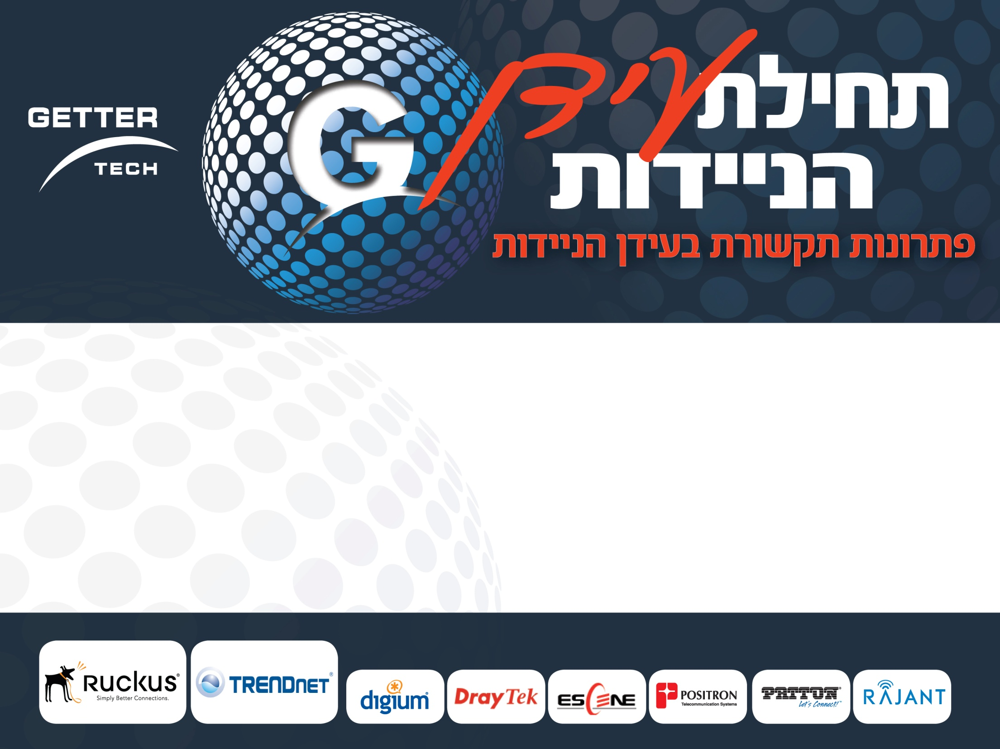 GETTER
TECH
G
תחילת עידן
הניידות
פתרונות תקשורת בעידן הניידות
Ruckus®
Simply Better Connections.
TRENDNET®
digium®
DrayTek
ESCENE
POSITRON
Telecommunication Systems
PATTON®
Let's Connect!™
RAJANT